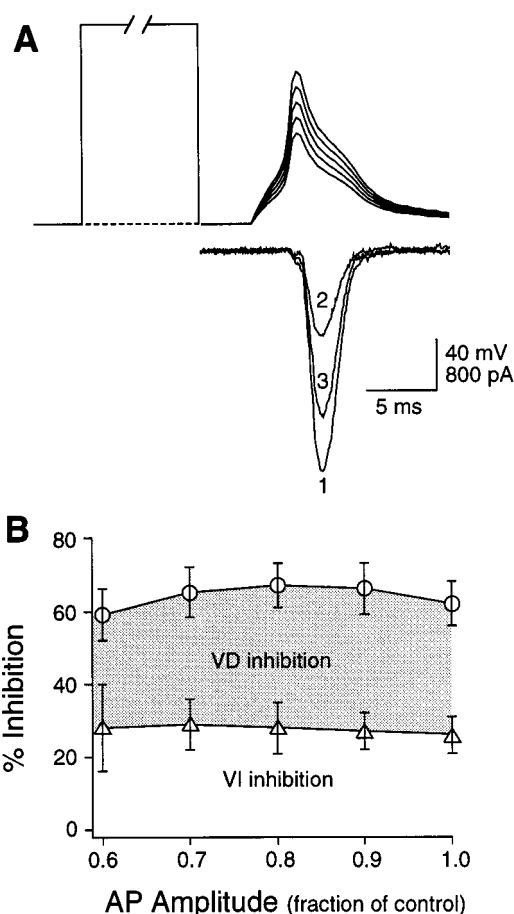 A
2
3
1
40 mV
800 pA
5 ms
B
80
60
40
20
0
% Inhibition
VD inhibition
VI inhibition
0.6 0.7 0.8 0.9 1.0
AP Amplitude (fraction of control)